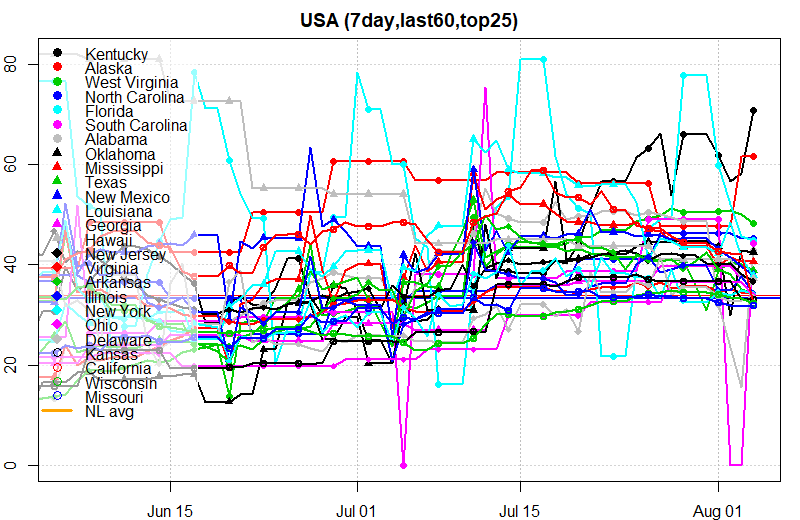 USA (7day,last60,top25)
80
60
40
20
0
Kentucky
Alaska
West Virginia
North Carolina
Florida
South Carolina
Alabama
Oklahoma
Mississippi
Texas
New Mexico
Louisiana
Georgia
Hawaii
New Jersey
Virginia
Arkansas
Illinois
New York
Ohio
Delaware
Kansas
California
Wisconsin
Missouri
NL avg
Jun 15 Jul 01 Jul 15 Aug 01